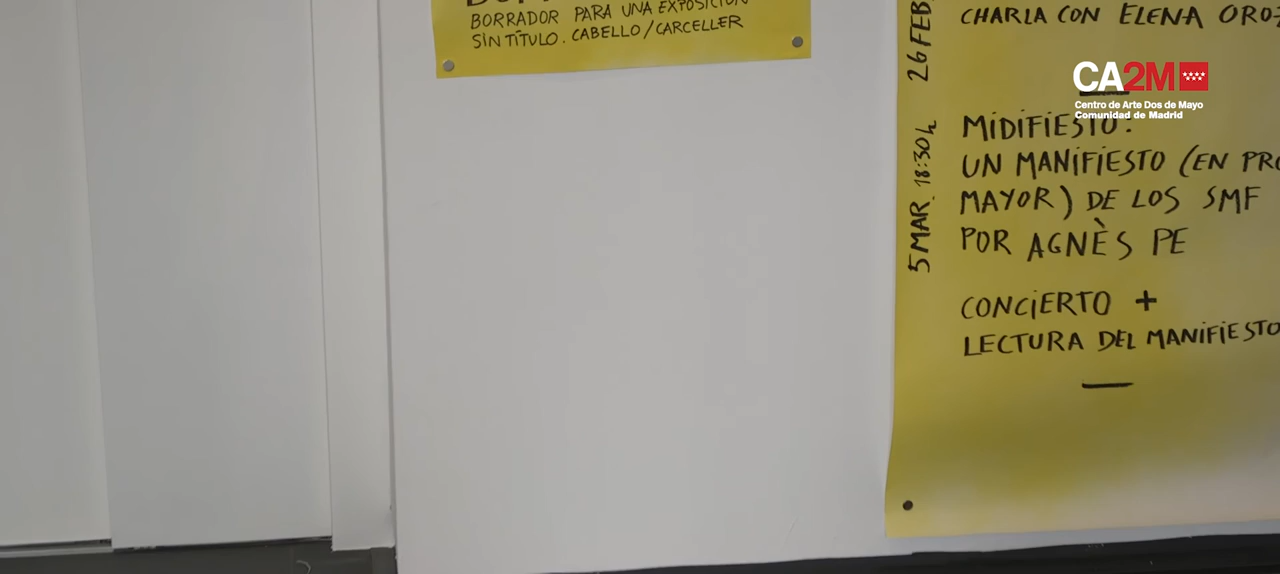 BORRADOR PARA UNA EXPOSICIÓN
SIN TÍTULO. CABELLO/CARCELLER
26 FEB
CHARLA CON ELENA
CA2M
Centro de Arte Dos de Mayo
Comunidad de Madrid
5 MAR. 18:30h
MIDIFIESTO:
UN MANIFIESTO (EN
MAYOR) DE LOS SMF
POR AGNÈS PE
CONCIERTO +
LECTURA DEL MANIFIESTO